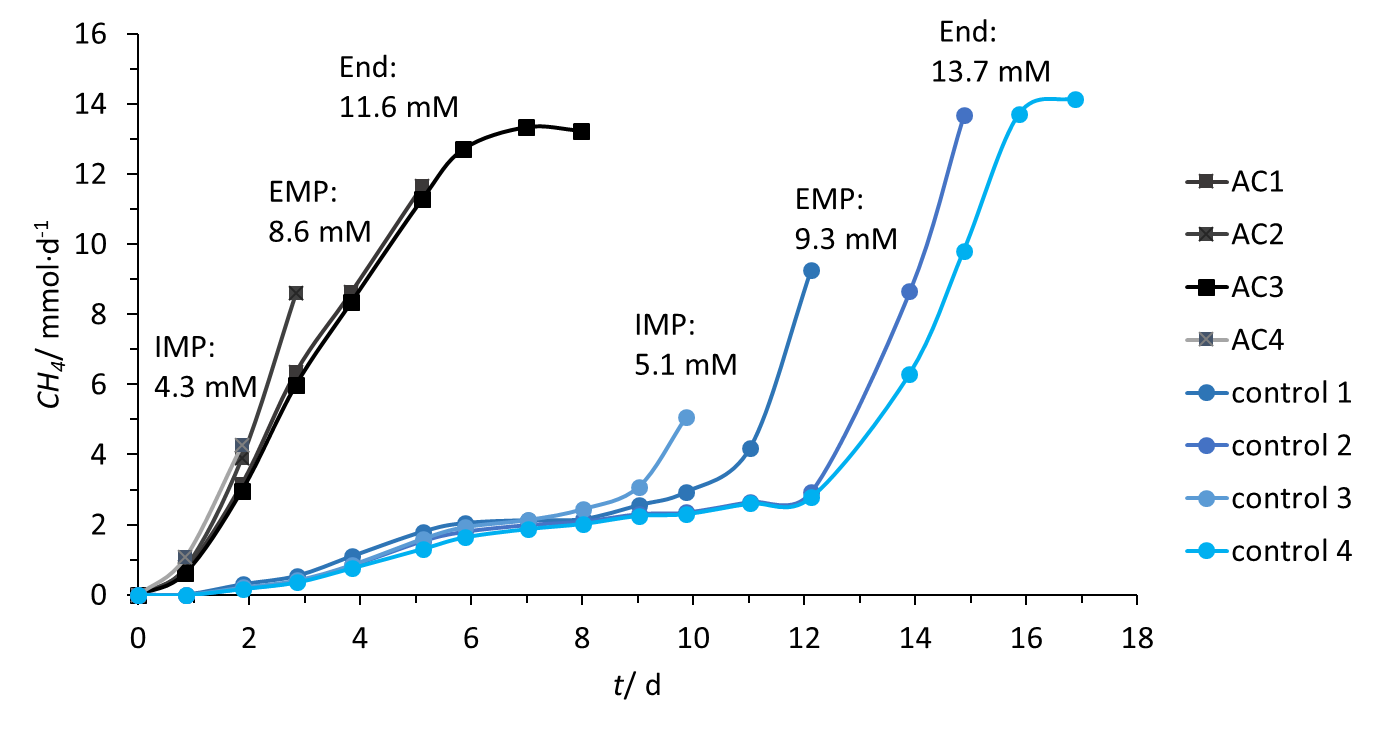 16
14
12
10
8
6
4
2
0
CH4/ mmol·d-1
0 2 4 6 8 10 12 14 16 18
t/ d
IMP:
4.3 mM
EMP:
8.6 mM
End:
11.6 mM
IMP:
5.1 mM
EMP:
9.3 mM
End:
13.7 mM
AC1
AC2
AC3
AC4
control 1
control 2
control 3
control 4